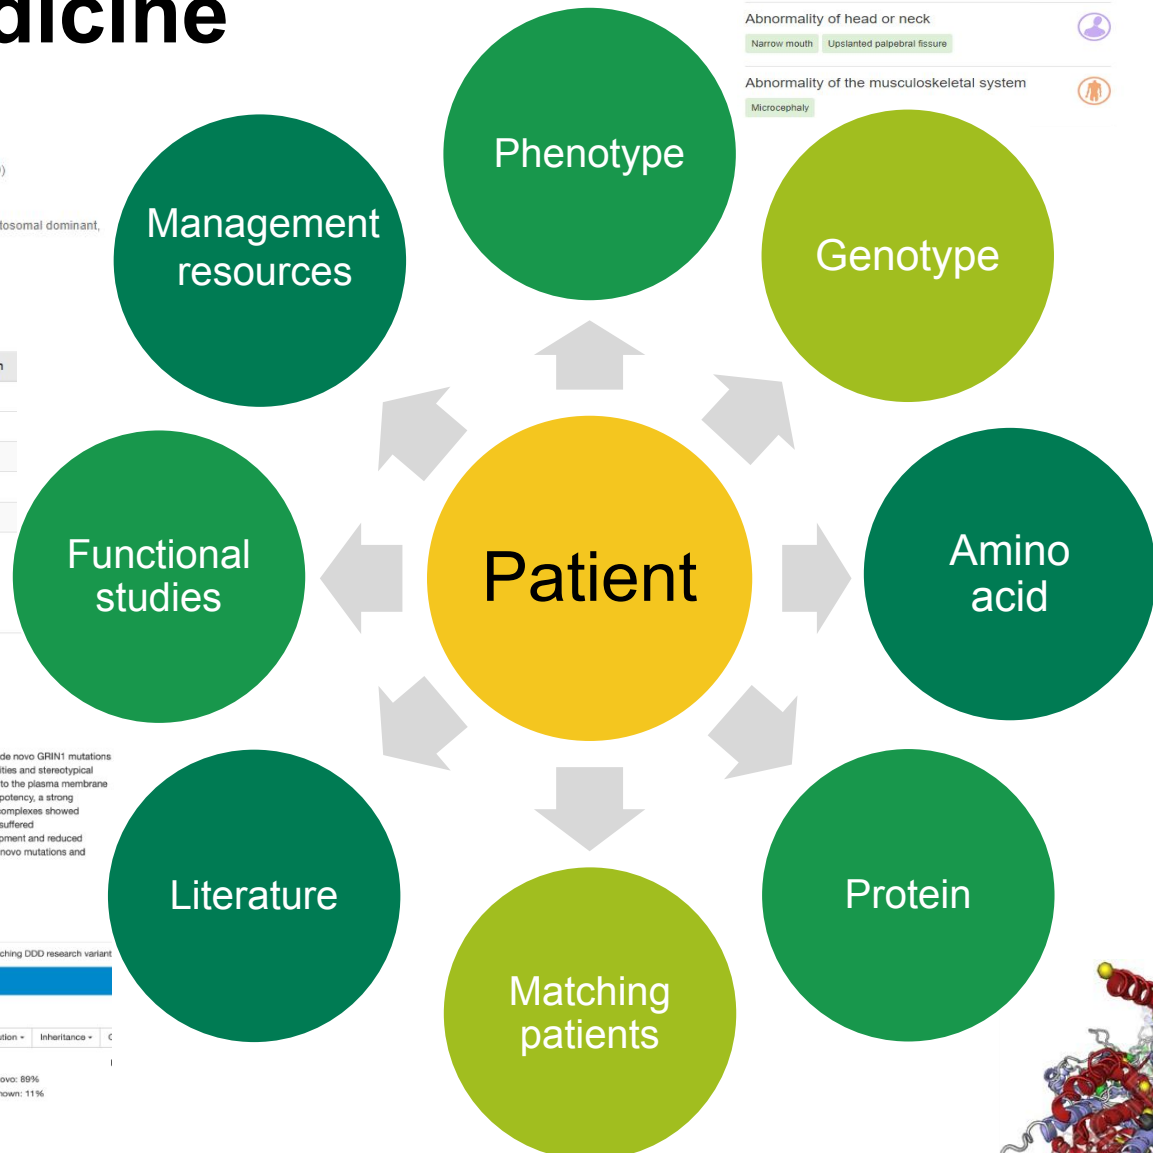 dicine
Abnormality of head or neck
Narrow mouth Upslanted palpebral fissure
Abnormality of the musculoskeletal system
Microcephaly
tosomal dominant,
Phenotype
Management
resources
Genotype
Functional
studies
Patient
Amino
acid
de novo GRIN1 mutations
ities and stereotypical
to the plasma membrane
potency, a strong
complexes showed
suffered
pment and reduced
novo mutations and
Literature
Protein
Matching
patients
ching DDD research variant
ution Inheritance
ovo: 89%
nown: 11%